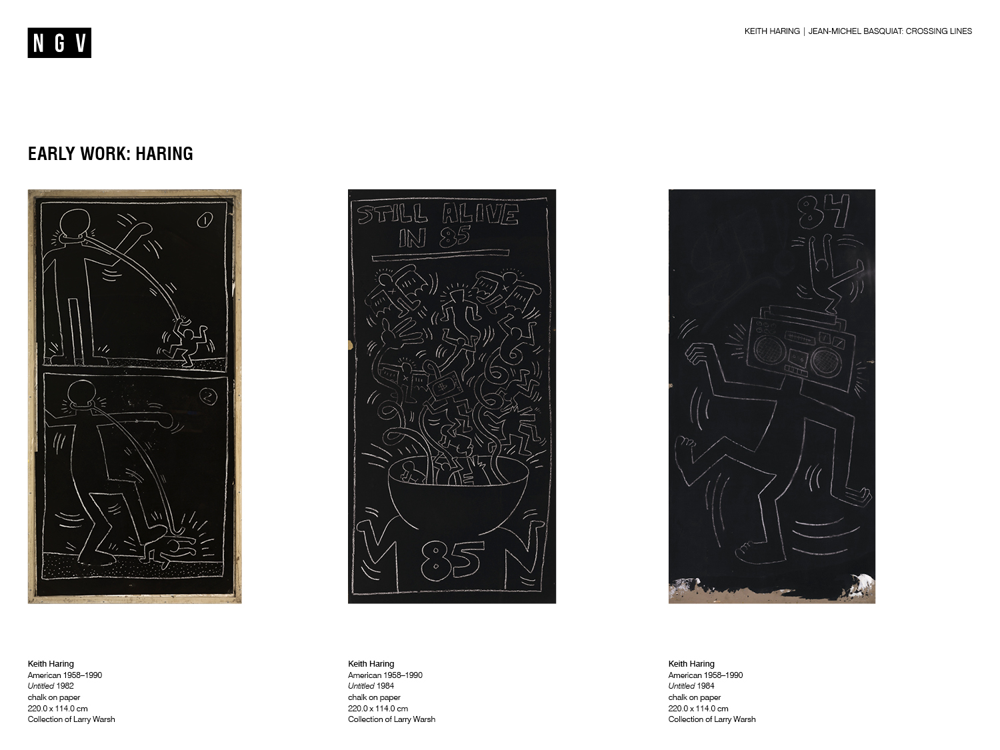 NGV
KEITH HARING | JEAN-MICHEL BASQUIAT: CROSSING LINES
EARLY WORK: HARING
1
2
STILL ALIVE
IN 85
$
85
84
Keith Haring
American 1958–1990
Untitled 1982
chalk on paper
220.0 x 114.0 cm
Collection of Larry Warsh
Keith Haring
American 1958–1990
Untitled 1984
chalk on paper
220.0 x 114.0 cm
Collection of Larry Warsh
Keith Haring
American 1958–1990
Untitled 1984
chalk on paper
220.0 x 114.0 cm
Collection of Larry Warsh